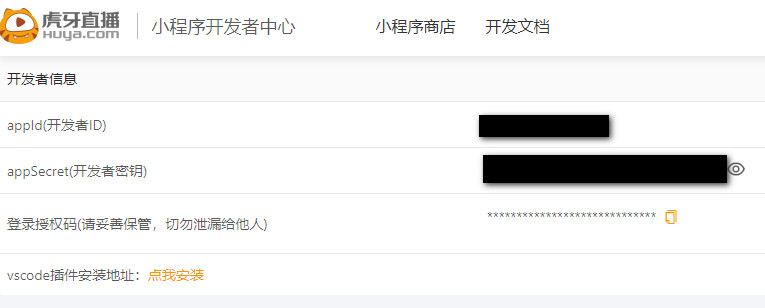 虎牙直播
HUYA.com
小程序开发者中心
小程序商店
开发文档
开发者信息
appId(开发者ID)
appSecret(开发者密钥)
登录授权码(请妥善保管，切勿泄漏给他人)
******************************
vscode插件安装地址：点我安装